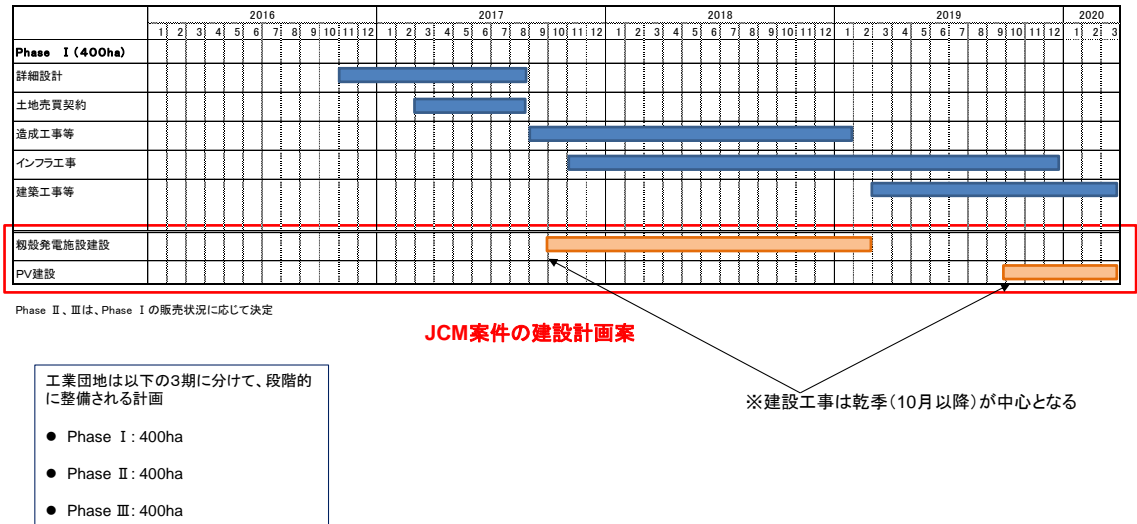 2016 2017 2018 2019 2020
1 2 3 4 5 6 7 8 9 10 11 12 1 2 3 4 5 6 7 8 9 10 11 12 1 2 3 4 5 6 7 8 9 10 11 12 1 2 3 4 5 6 7 8 9 10 11 12 1 2 3
Phase Ⅰ(400ha)
詳細設計
土地売買契約
造成工事等
インフラ工事
建築工事等
籾殻発電施設建設
PV建設
Phase Ⅱ、Ⅲは、Phase Ⅰの販売状況に応じて決定
JCM案件の建設計画案
※建設工事は乾季(10月以降)が中心となる
工業団地は以下の3期に分けて、段階的
に整備される計画
● Phase Ⅰ: 400ha
● Phase Ⅱ: 400ha
● Phase Ⅲ: 400ha